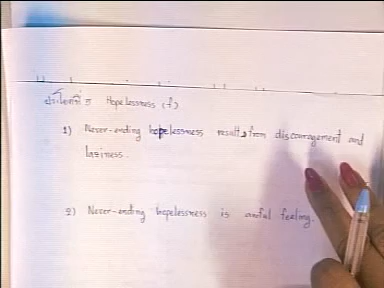 Hopelessness (f)
1) Never-ending hopelessness results from discouragement and
laziness.
2) Never-ending hopelessness is awful feeling.